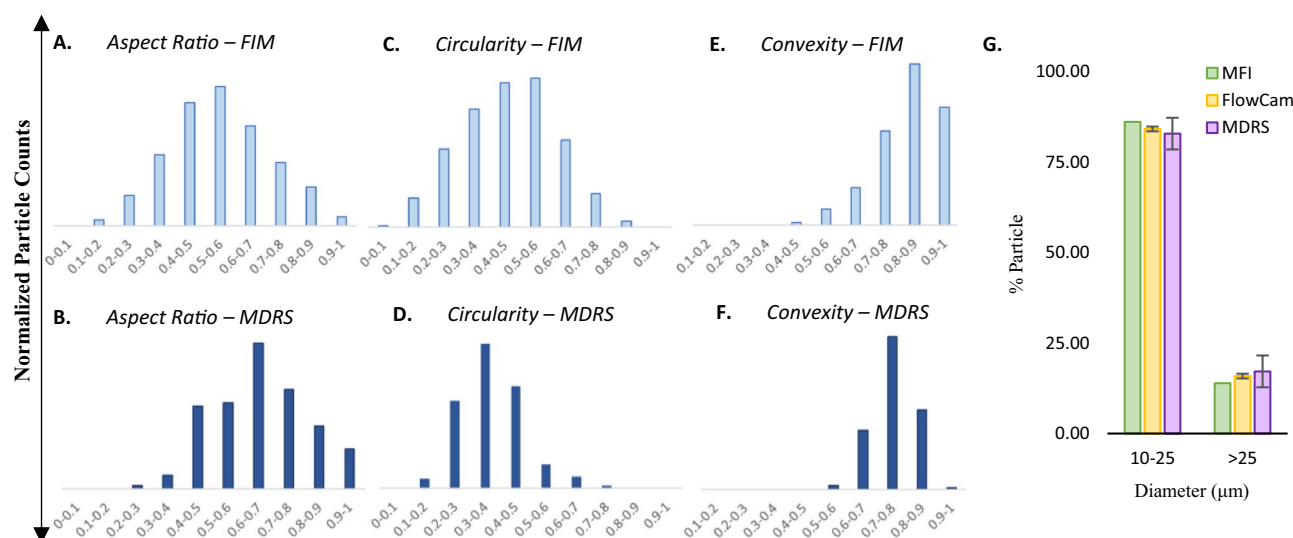 Normalized Particle Counts
A. Aspect Ratio – FIM
0-0.1 0.1-0.2 0.2-0.3 0.3-0.4 0.4-0.5 0.5-0.6 0.6-0.7 0.7-0.8 0.8-0.9 0.9-1
B. Aspect Ratio – MDRS
0-0.1 0.1-0.2 0.2-0.3 0.3-0.4 0.4-0.5 0.5-0.6 0.6-0.7 0.7-0.8 0.8-0.9 0.9-1
C. Circularity – FIM
0-0.1 0.1-0.2 0.2-0.3 0.3-0.4 0.4-0.5 0.5-0.6 0.6-0.7 0.7-0.8 0.8-0.9 0.9-1
D. Circularity – MDRS
0-0.1 0.1-0.2 0.2-0.3 0.3-0.4 0.4-0.5 0.5-0.6 0.6-0.7 0.7-0.8 0.8-0.9 0.9-1
E. Convexity – FIM
0.1-0.2 0.2-0.3 0.3-0.4 0.4-0.5 0.5-0.6 0.6-0.7 0.7-0.8 0.8-0.9 0.9-1
F. Convexity – MDRS
0.1-0.2 0.2-0.3 0.3-0.4 0.4-0.5 0.5-0.6 0.6-0.7 0.7-0.8 0.8-0.9 0.9-1
G.
% Particle
100.00
75.00
50.00
25.00
0.00
MFI
FlowCam
MDRS
10-25 >25
Diameter (μm)